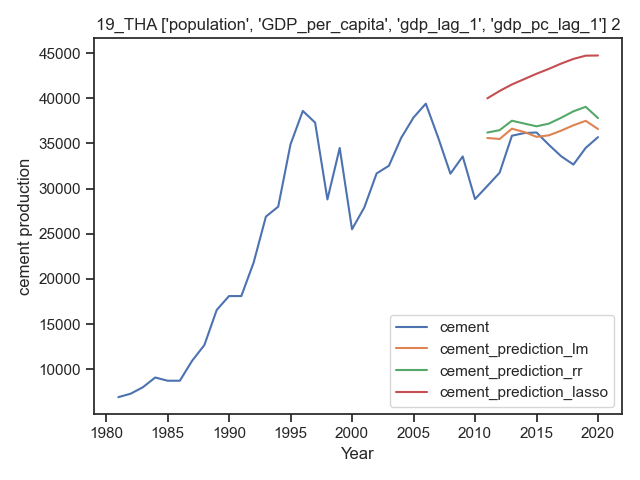 19_THA ['population', 'GDP_per_capita', 'gdp_lag_1', 'gdp_pc_lag_1'] 2
45000
40000
35000
30000
25000
20000
15000
10000
cement production
cement
cement_prediction_lm
cement_prediction_rr
cement_prediction_lasso
1980 1985 1990 1995 2000 2005 2010 2015 2020
Year